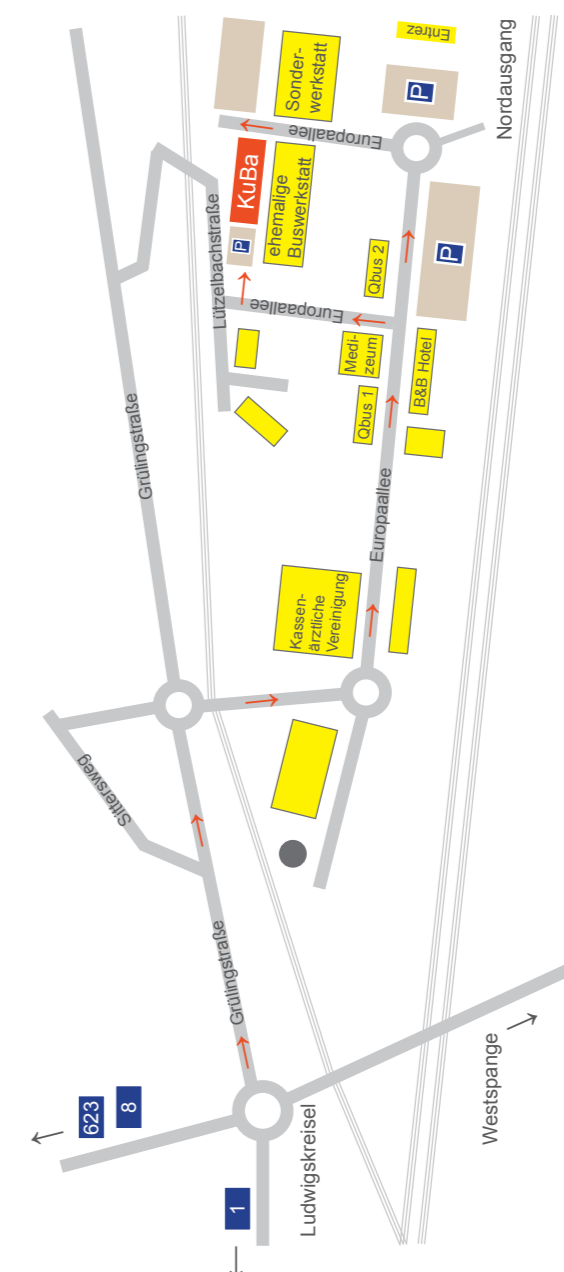 Entrez
Sonder-
werkstatt
P
Nordausgang
Europaallee
KuBa
ehemalige
Buswerkstatt
P
Lützelbachstraße
Europaallee
Qbus 2
P
Medi-
zeum
Qbus 1
B&B Hotel
Grülingstraße
Europaallee
Kassen-
ärztliche
Vereinigung
Sittersweg
Grülingstraße
623
8
1
Ludwigskreisel
Westspange